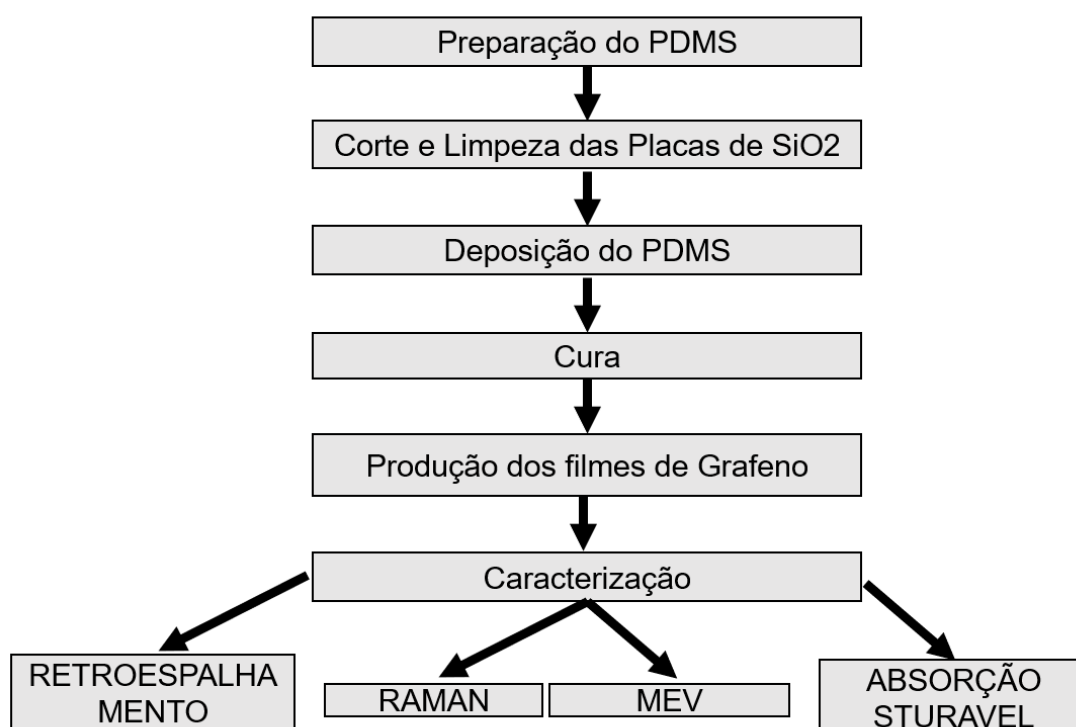 Preparação do PDMS
Corte e Limpeza das Placas de SiO2
Deposição do PDMS
Cura
Produção dos filmes de Grafeno
Caracterização
RETROESPALHA
MENTO
RAMAN
MEV
ABSORÇÃO
STURAVEL